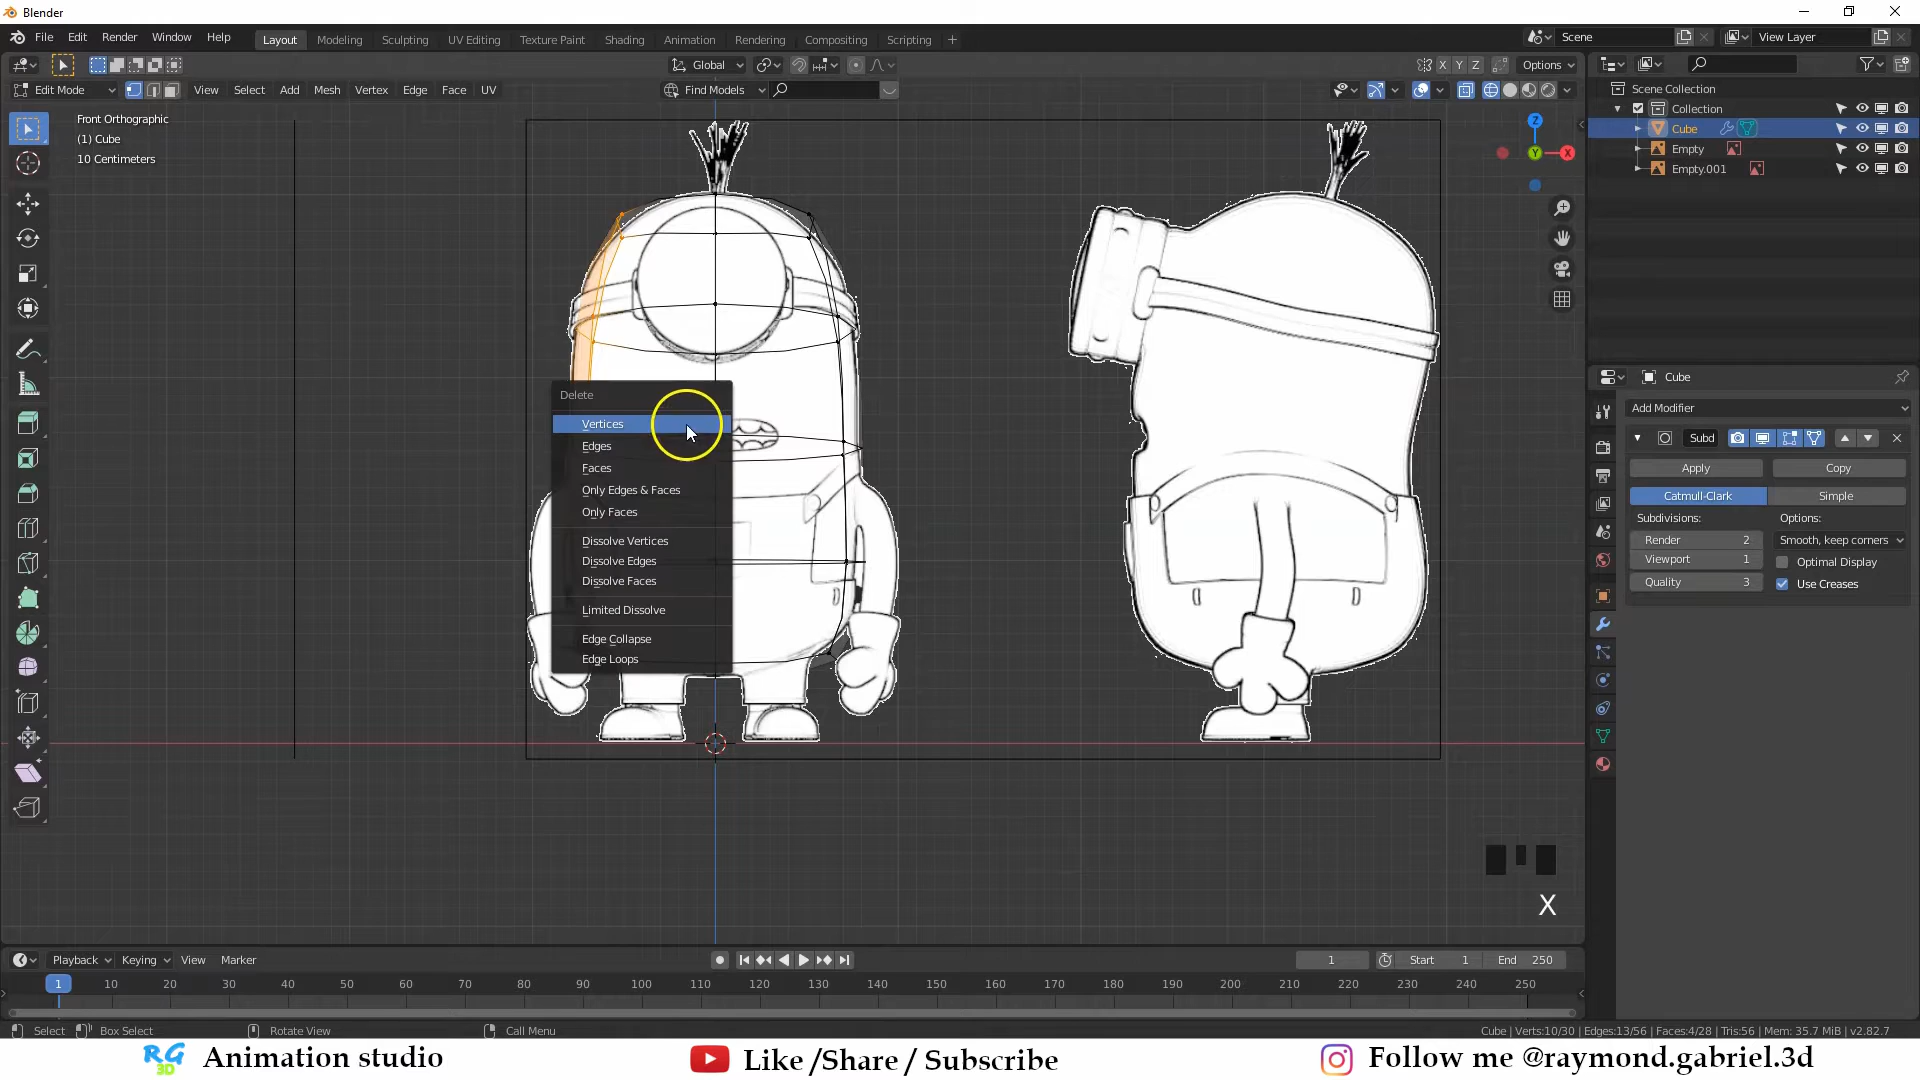 Blender
File Edit Render Window Help
Layout Modeling Sculpting UV Editing Texture Paint Shading Animation Rendering Compositing Scripting +
Scene
View Layer
Global
X Y Z
Options
Edit Mode
View Select Add Mesh Vertex Edge Face UV
Find Models
Front Orthographic
(1) Cube
10 Centimeters
Z
Y
X
Scene Collection
Collection
Cube
Empty
Empty.001
Cube
Add Modifier
Subd
Apply
Copy
Catmull-Clark
Simple
Subdivisions:
Options:
Render 2
Smooth, keep corners
Viewport 1
Optimal Display
Quality 3
Use Creases
Delete
Vertices
Edges
Faces
Only Edges & Faces
Only Faces
Dissolve Vertices
Dissolve Edges
Dissolve Faces
Limited Dissolve
Edge Collapse
Edge Loops
X
Playback Keying View Marker
1
Start 1
End 250
1 10 20 30 40 50 60 70 80 90 100 110 120 130 140 150 160 170 180 190 200 210 220 230 240 250
Select
Box Select
Rotate View
Call Menu
Cube | Verts:10/30 | Edges:13/56 | Faces:4/28 | Tris:56 | Mem: 35.7 MiB | v2.82.7
RG 3D
Animation studio
Like /Share / Subscribe
Follow me @raymond.gabriel.3d